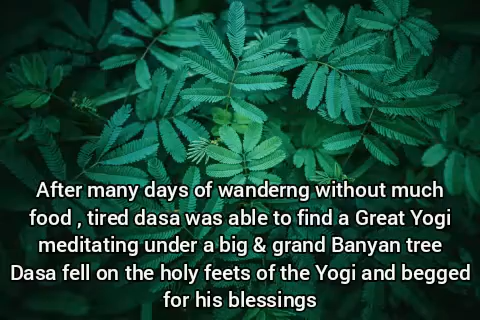 After many days of wanderng without much
food , tired dasa was able to find a Great Yogi
meditating under a big & grand Banyan tree
Dasa fell on the holy feets of the Yogi and begged
for his blessings